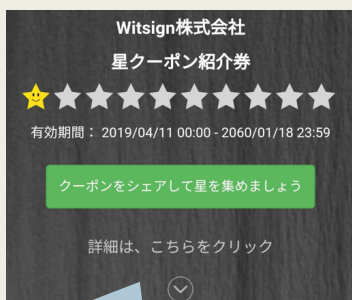 Witsign株式会社
星クーポン紹介券
有効期間： 2019/04/11 00:00 - 2060/01/18 23:59
クーポンをシェアして星を集めましょう
詳細は、こちらをクリック